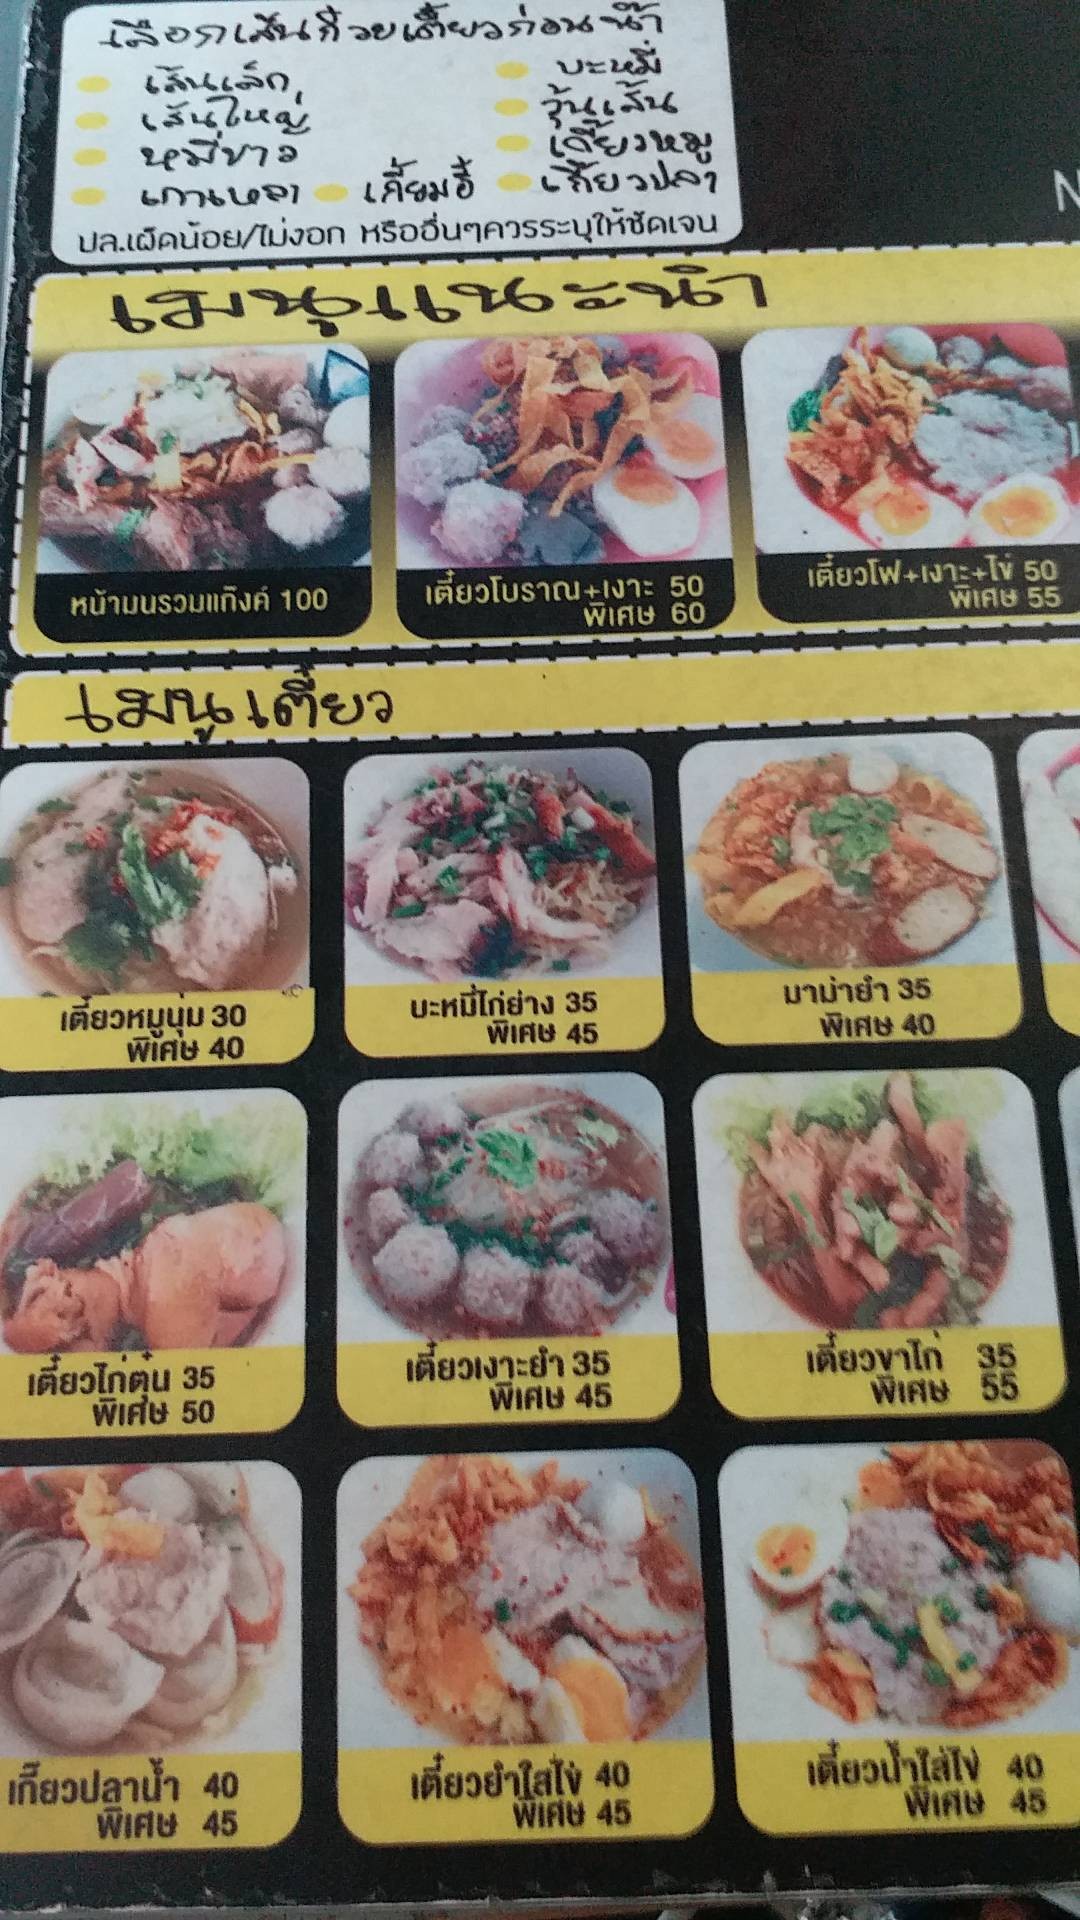 เลือกเส้นก๋วยเตี๋ยวก่อนน๊า
เส้นเล็ก
บะหมี่
เส้นใหญ่
วุ้นเส้น
หมี่ขาว
เกี๊ยวหมู
เกาเหลา
เกี้ยมอี๋
เกี๊ยวปลา
ปล.เผ็ดน้อย/ไม่งอก หรืออื่นๆควรระบุให้ชัดเจน
เมนูแนะนำ
หน้ามนรวมแก๊งค์ 100
เตี๋ยวโบราณ+เงาะ 50
พิเศษ 60
เตี๋ยวโฟ+เงาะ+ไข่ 50
พิเศษ 55
เมนูเตี๋ยว
เตี๋ยวหมูนุ่ม 30
พิเศษ 40
บะหมี่ไก่ย่าง 35
พิเศษ 45
มาม่ายำ 35
พิเศษ 40
เตี๋ยวไก่ตุ๋น 35
พิเศษ 50
เตี๋ยวเงาะยำ 35
พิเศษ 45
เตี๋ยวขาไก่ 35
พิเศษ 55
เกี๊ยวปลาน้ำ 40
พิเศษ 45
เตี๋ยวยำใส่ไข่ 40
พิเศษ 45
เตี๋ยวน้ำใส่ไข่ 40
พิเศษ 45